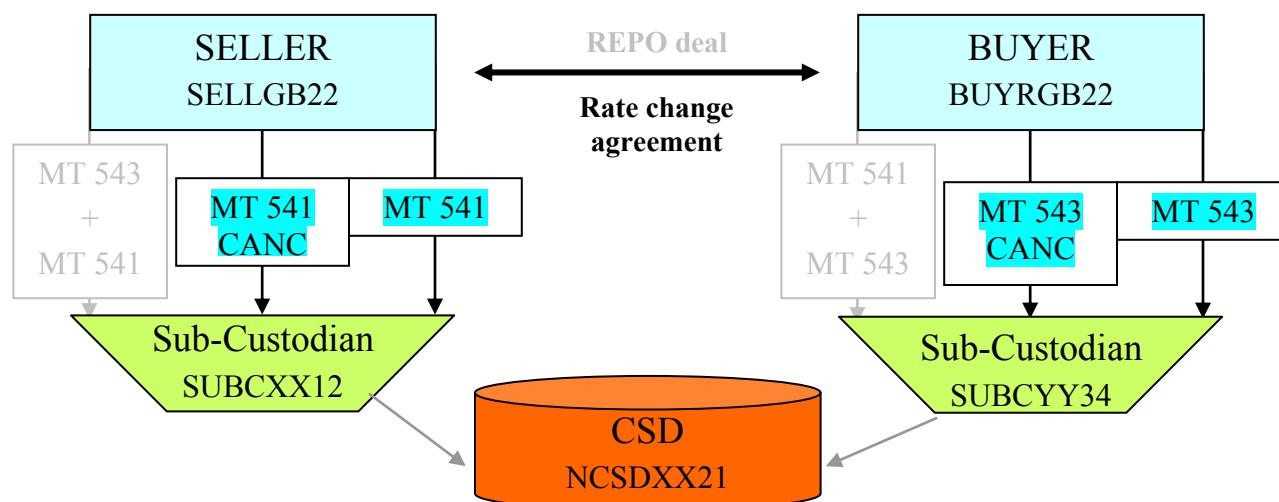 SELLER
SELLGB22
REPO deal
Rate change
agreement
BUYER
BUYRGB22
MT 543
+
MT 541
MT 541
CANC
MT 541
MT 541
+
MT 543
MT 543
CANC
MT 543
Sub-Custodian
SUBCXX12
Sub-Custodian
SUBCYY34
CSD
NCSDXX21